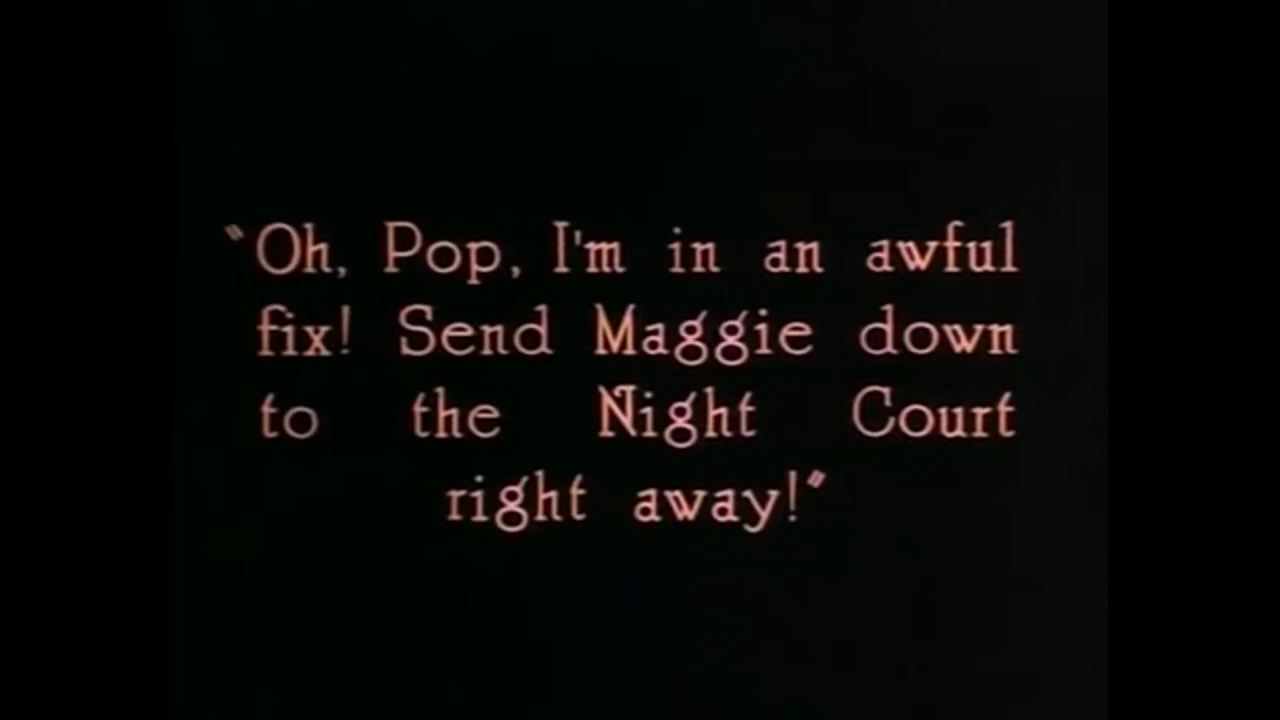 "Oh, Pop, I'm in an awful
fix! Send Maggie down
to the Night Court
right away!"